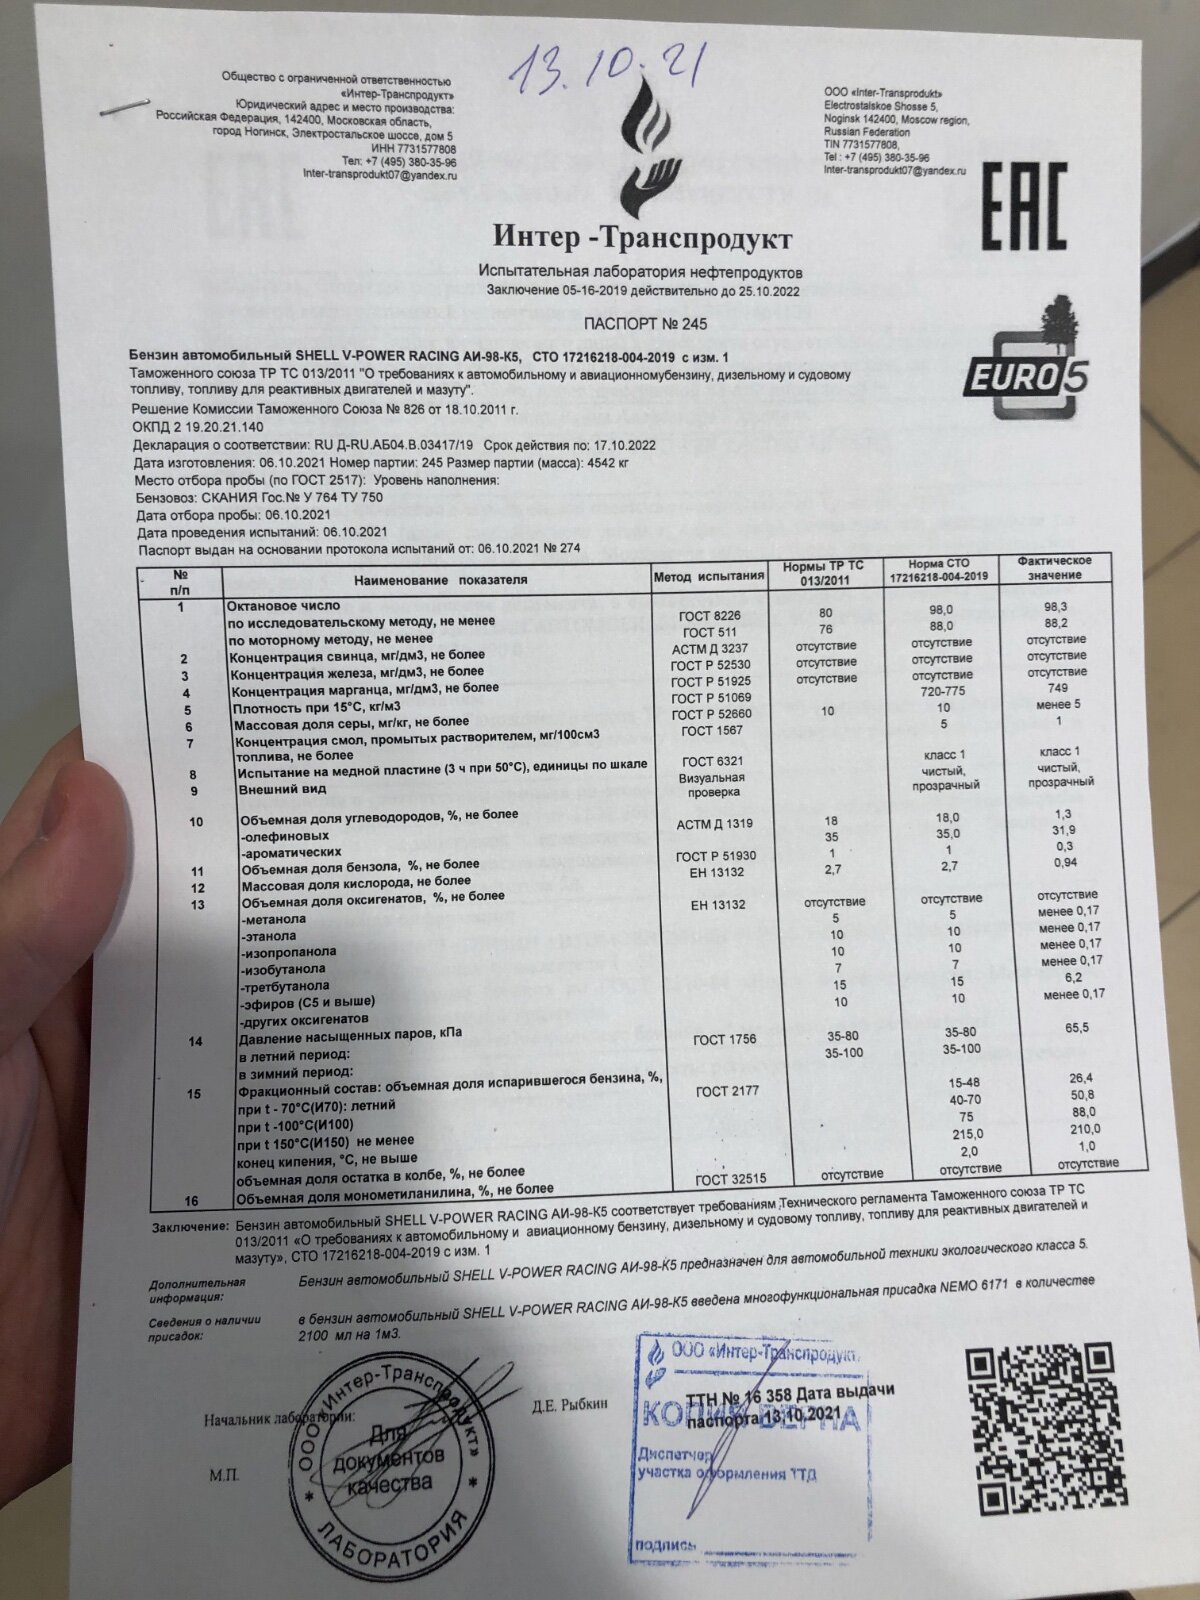 13.10.21
Общество с ограниченной ответственностью
«Интер-Транспродукт»
Юридический адрес и место производства:
Российская Федерация, 142400, Московская область,
город Ногинск, Электростальское шоссе, дом 5
ИНН 7731577808
Тел: +7 (495) 380-35-96
Inter-transprodukt07@yandex.ru
ООО «Inter-Transprodukt»
Electrostalskoe Shosse 5,
Noginsk 142400, Moscow region,
Russian Federation
TIN 7731577808,
Tel : +7 (495) 380-35-96
Inter-transprodukt07@yandex.ru
EAC
Интер -Транспродукт
Испытательная лаборатория нефтепродуктов
Заключение 05-16-2019 действительно до 25.10.2022
ПАСПОРТ № 245
EURO 5
Бензин автомобильный SHELL V-POWER RACING АИ-98-К5, СТО 17216218-004-2019 с изм. 1
Таможенного союза ТР ТС 013/2011 "О требованиях к автомобильному и авиационномубензину, дизельному и судовому
топливу, топливу для реактивных двигателей и мазуту".
Решение Комиссии Таможенного Союза № 826 от 18.10.2011 г.
ОКПД 2 19.20.21.140
Декларация о соответствии: RU Д-RU.АБ04.В.03417/19 Срок действия по: 17.10.2022
Дата изготовления: 06.10.2021 Номер партии: 245 Размер партии (масса): 4542 кг
Место отбора пробы (по ГОСТ 2517): Уровень наполнения:
Бензовоз: СКАНИЯ Гос.№ У 764 ТУ 750
Дата отбора пробы: 06.10.2021
Дата проведения испытаний: 06.10.2021
Паспорт выдан на основании протокола испытаний от: 06.10.2021 № 274
№ п/п Наименование показателя Метод испытания Нормы ТР ТС 013/2011 Норма СТО 17216218-004-2019 Фактическое значение
1 Октановое число
по исследовательскому методу, не менее ГОСТ 8226 80 98,0 98,3
по моторному методу, не менее ГОСТ 511 76 88,0 88,2
2 Концентрация свинца, мг/дм3, не более АСТМ Д 3237 отсутствие отсутствие отсутствие
3 Концентрация железа, мг/дм3, не более ГОСТ Р 52530 отсутствие отсутствие отсутствие
4 Концентрация марганца, мг/дм3, не более ГОСТ Р 51925 отсутствие отсутствие отсутствие
5 Плотность при 15°С, кг/м3 ГОСТ Р 51069 720-775 749
6 Массовая доля серы, мг/кг, не более ГОСТ Р 52660 10 10 менее 5
7 Концентрация смол, промытых растворителем, мг/100см3 ГОСТ 1567 5 1
топлива, не более
8 Испытание на медной пластине (3 ч при 50°С), единицы по шкале ГОСТ 6321 класс 1 класс 1
9 Внешний вид Визуальная проверка чистый, прозрачный чистый, прозрачный
10 Объемная доля углеводородов, %, не более АСТМ Д 1319
-олефиновых 18 18,0 1,3
-ароматических 35 35,0 31,9
11 Объемная доля бензола, %, не более ГОСТ Р 51930 1 1 0,3
12 Массовая доля кислорода, не более ЕН 13132 2,7 2,7 0,94
13 Объемная доля оксигенатов, %, не более ЕН 13132
-метанола отсутствие отсутствие отсутствие
-этанола 5 5 менее 0,17
-изопропанола 10 10 менее 0,17
-изобутанола 10 10 менее 0,17
-третбутанола 7 7 менее 0,17
-эфиров (С5 и выше) 15 15 6,2
-других оксигенатов 10 10 менее 0,17
14 Давление насыщенных паров, кПа ГОСТ 1756
в летний период: 35-80 35-80 65,5
в зимний период: 35-100 35-100
15 Фракционный состав: объемная доля испарившегося бензина, %, ГОСТ 2177
при t - 70°С(И70): летний 15-48 26,4
при t -100°С(И100) 40-70 50,8
при t 150°С(И150) не менее 75 88,0
конец кипения, °С, не выше 215,0 210,0
объемная доля остатка в колбе, %, не более 2,0 1,0
16 Объемная доля монометиланилина, %, не более ГОСТ 32515 отсутствие отсутствие отсутствие
Заключение: Бензин автомобильный SHELL V-POWER RACING АИ-98-К5 соответствует требованиям Технического регламента Таможенного союза ТР ТС
013/2011 «О требованиях к автомобильному и авиационному бензину, дизельному и судовому топливу, топливу для реактивных двигателей и
мазуту», СТО 17216218-004-2019 с изм. 1
Дополнительная информация: Бензин автомобильный SHELL V-POWER RACING АИ-98-К5 предназначен для автомобильной техники экологического класса 5.
Сведения о наличии присадок: в бензин автомобильный SHELL V-POWER RACING АИ-98-К5 введена многофункциональная присадка NEMO 6171 в количестве
2100 мл на 1м3.
Начальник лаборатории:
Д.Е. Рыбкин
М.П.
ООО «Интер-Транспродукт»
Для
документов
качества
* ЛАБОРАТОРИЯ *
ООО «Интер-Транспродукт»
ТТН № 16 358 Дата выдачи
паспорта 13,10,2021
КОПИЯ ВЕРНА
Диспетчер
участка оформления ТТД
подпись